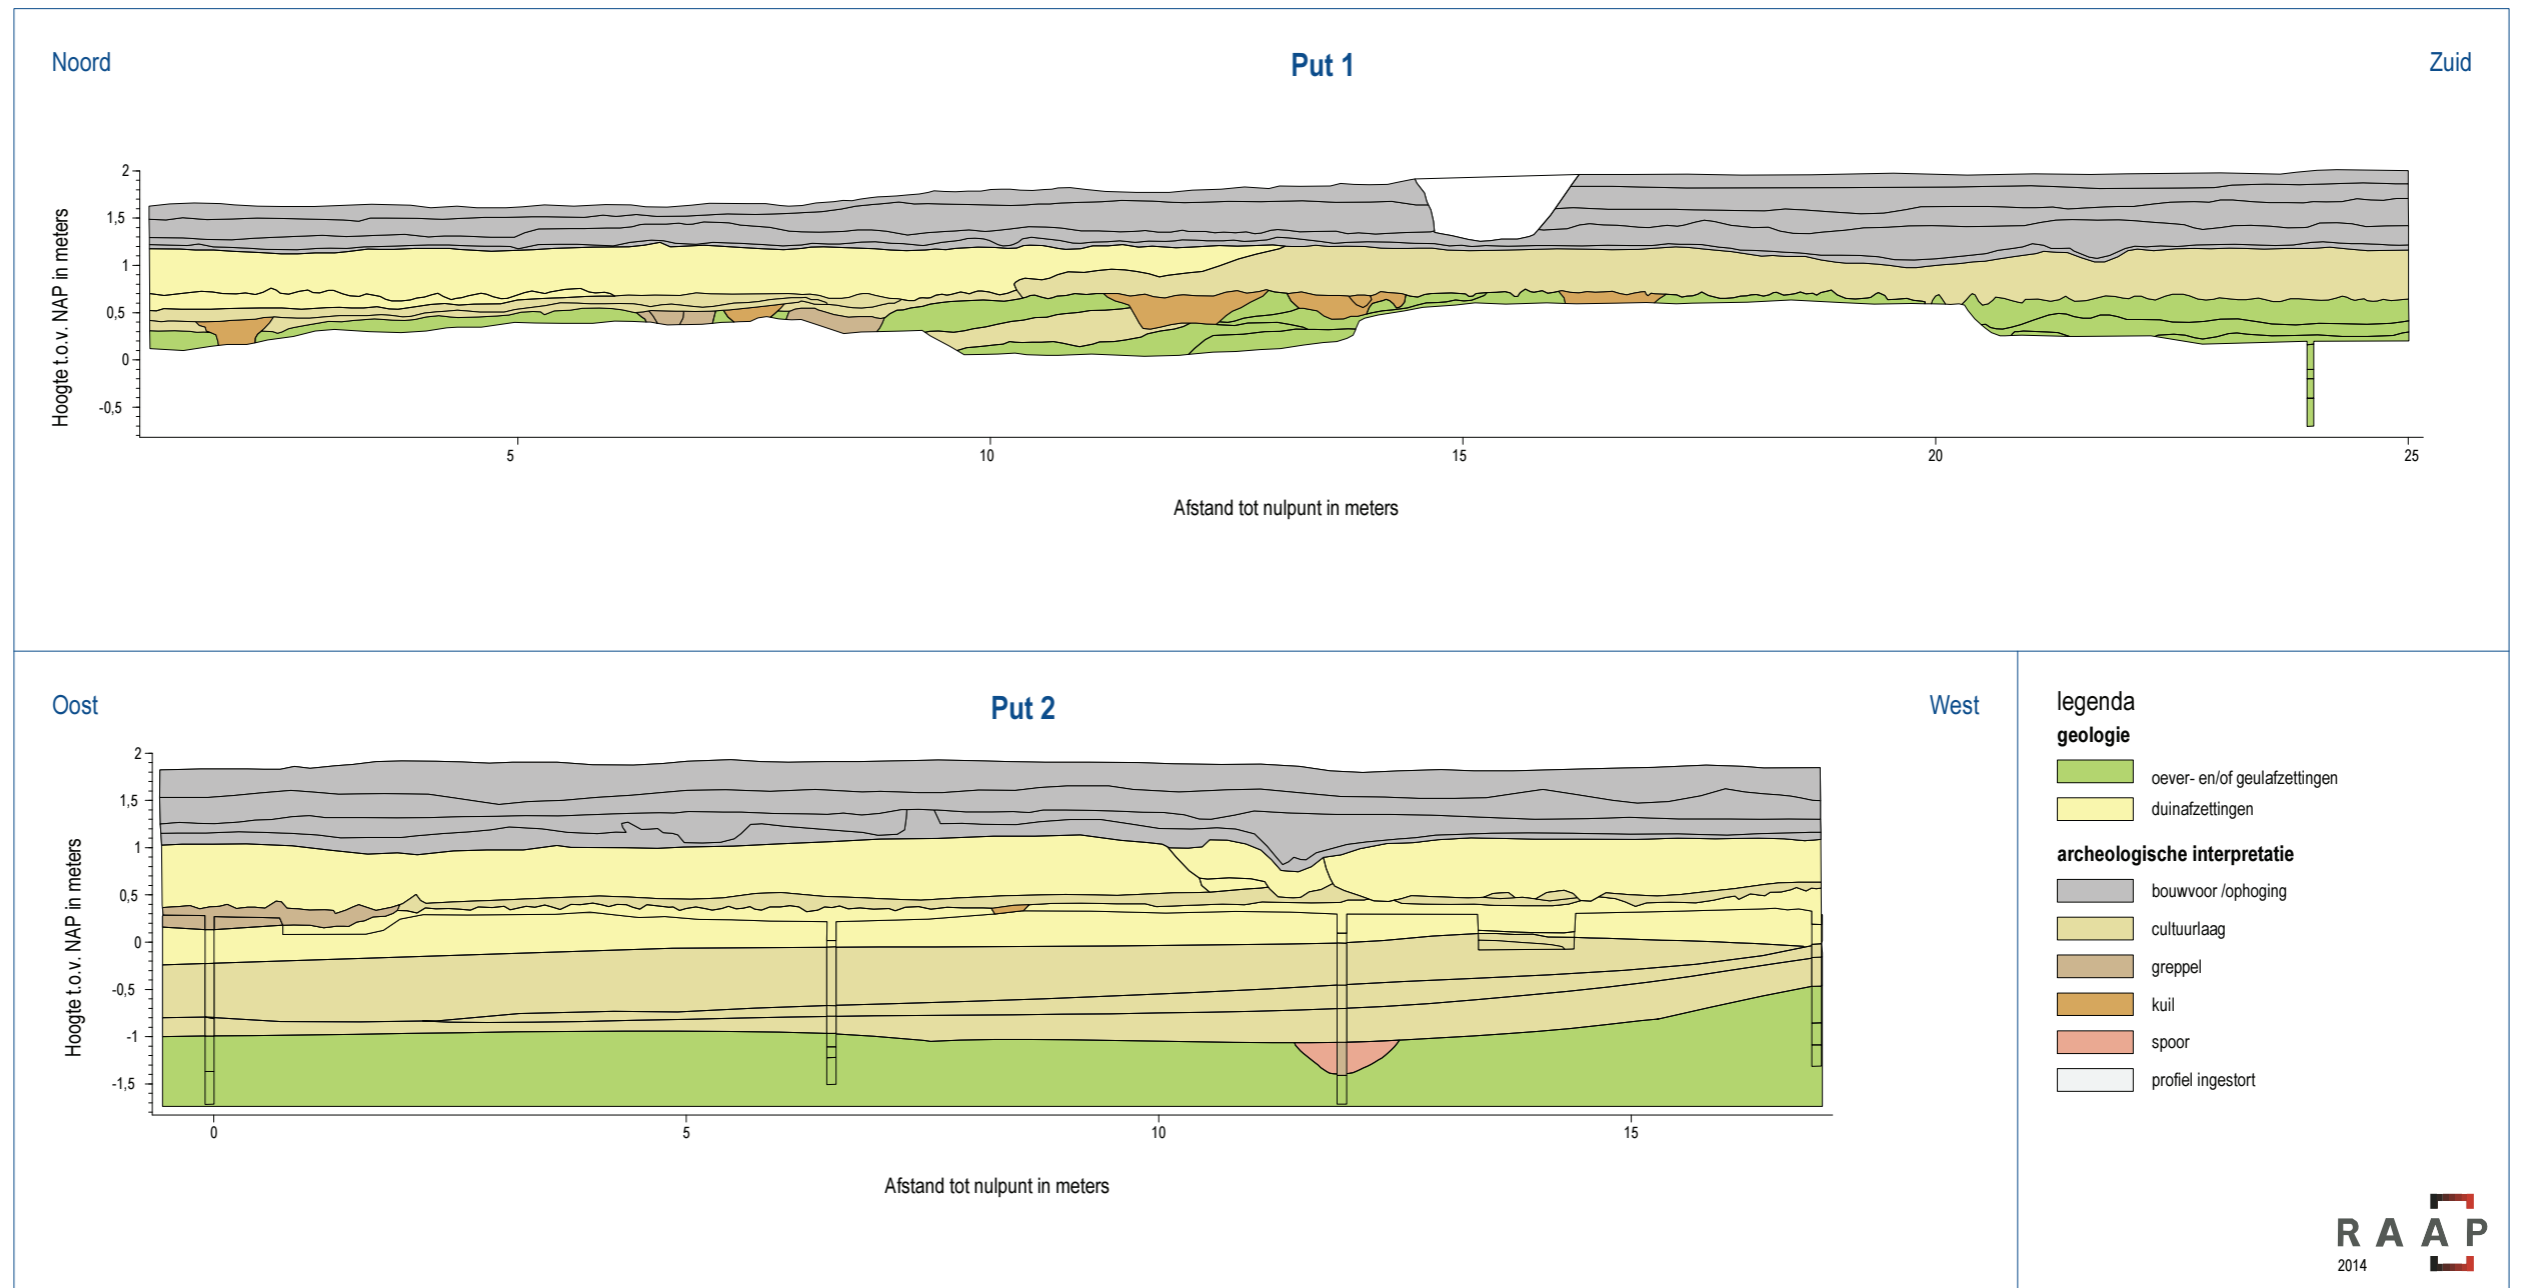 Noord
Put 1
Zuid
Hoogte t.o.v. NAP in meters
2
1,5
1
0,5
0
-0,5
5
10
15
20
25
Afstand tot nulpunt in meters
Oost
Put 2
West
Hoogte t.o.v. NAP in meters
2
1,5
1
0,5
0
-0,5
-1
-1,5
0
5
10
15
Afstand tot nulpunt in meters
legenda
geologie
oever- en/of geulafzettingen
duinafzettingen
archeologische interpretatie
bouwvoor /ophoging
cultuurlaag
greppel
kuil
spoor
profiel ingestort
RAAP
2014